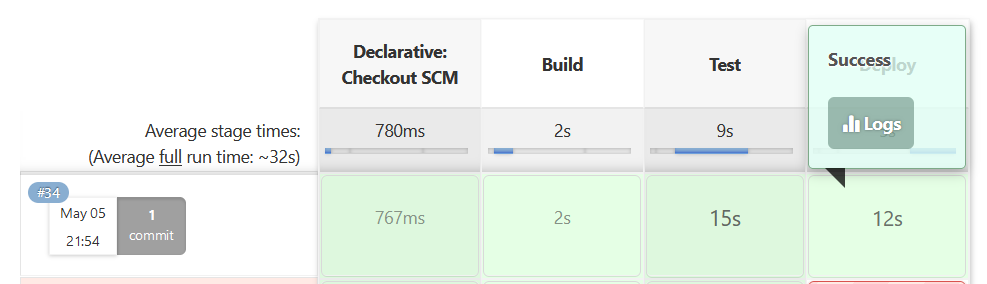 Declarative:
Checkout SCM
Build
Test
Deploy
Success
Logs
Average stage times:
(Average full run time: ~32s)
780ms
2s
9s
#34
May 05
21:54
1
commit
767ms
2s
15s
12s